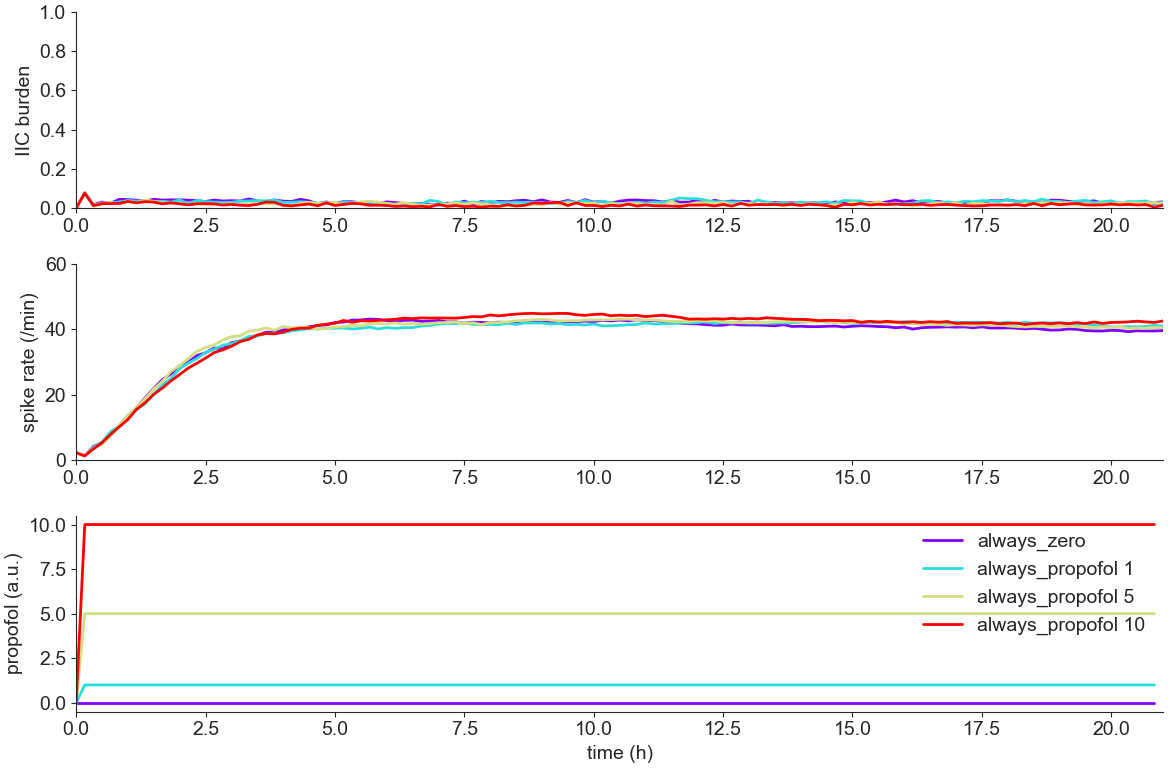 IIC burden
1.0
0.8
0.6
0.4
0.2
0.0
0.0 2.5 5.0 7.5 10.0 12.5 15.0 17.5 20.0
spike rate (/min)
60
40
20
0
0.0 2.5 5.0 7.5 10.0 12.5 15.0 17.5 20.0
propofol (a.u.)
10.0
7.5
5.0
2.5
0.0
always_zero
always_propofol 1
always_propofol 5
always_propofol 10
0.0 2.5 5.0 7.5 10.0 12.5 15.0 17.5 20.0
time (h)